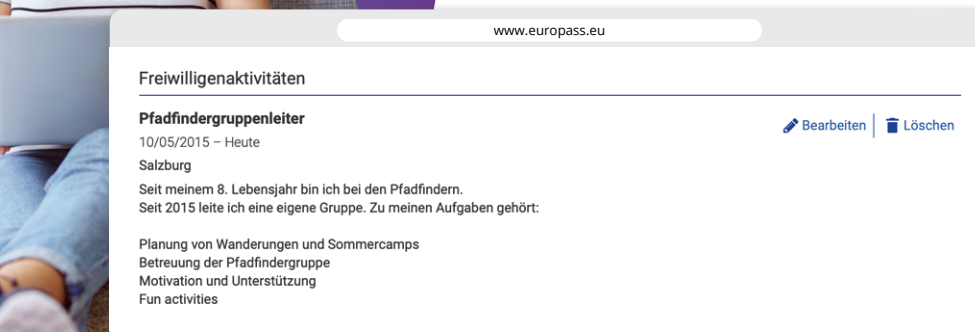 www.europass.eu
Freiwilligenaktivitäten
Pfadfindergruppenleiter
Bearbeiten
Löschen
10/05/2015 – Heute
Salzburg
Seit meinem 8. Lebensjahr bin ich bei den Pfadfindern.
Seit 2015 leite ich eine eigene Gruppe. Zu meinen Aufgaben gehört:
Planung von Wanderungen und Sommercamps
Betreuung der Pfadfindergruppe
Motivation und Unterstützung
Fun activities